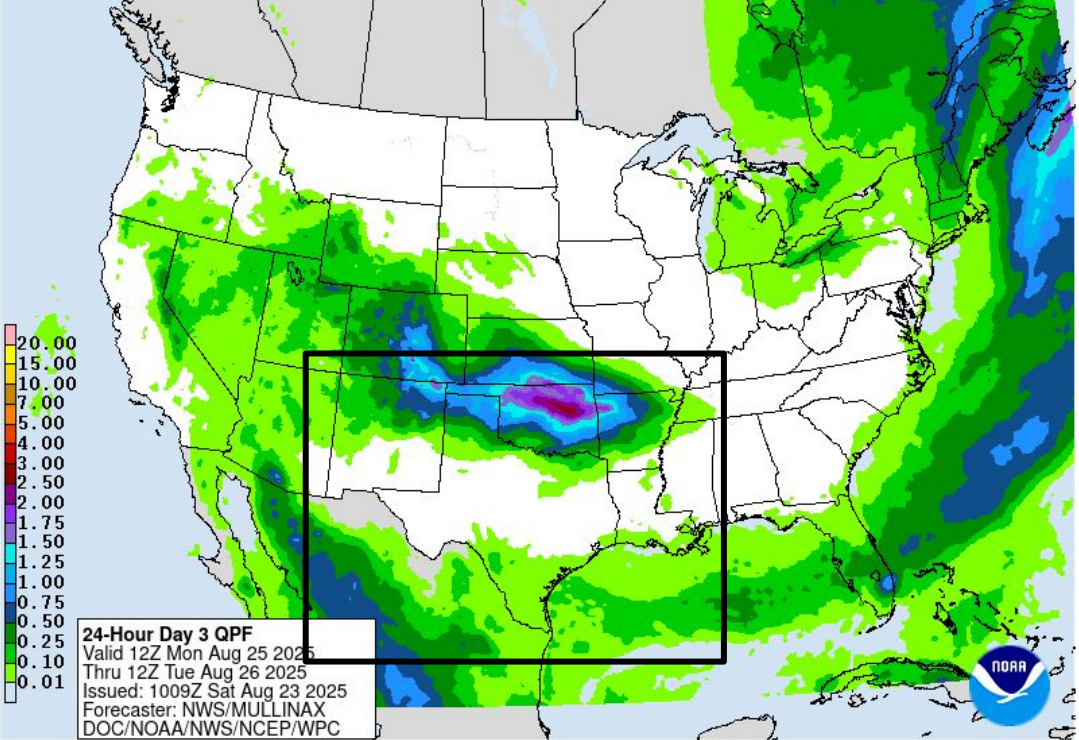 20.00
15.00
10.00
7.00
5.00
4.00
3.00
2.50
2.00
1.75
1.50
1.25
1.00
0.75
0.50
0.25
0.10
0.01
24-Hour Day 3 QPF
Valid 12Z Mon Aug 25 2025
Thru 12Z Tue Aug 26 2025
Issued: 1009Z Sat Aug 23 2025
Forecaster: NWS/MULLINAX
DOC/NOAA/NWS/NCEP/WPC
NOAA